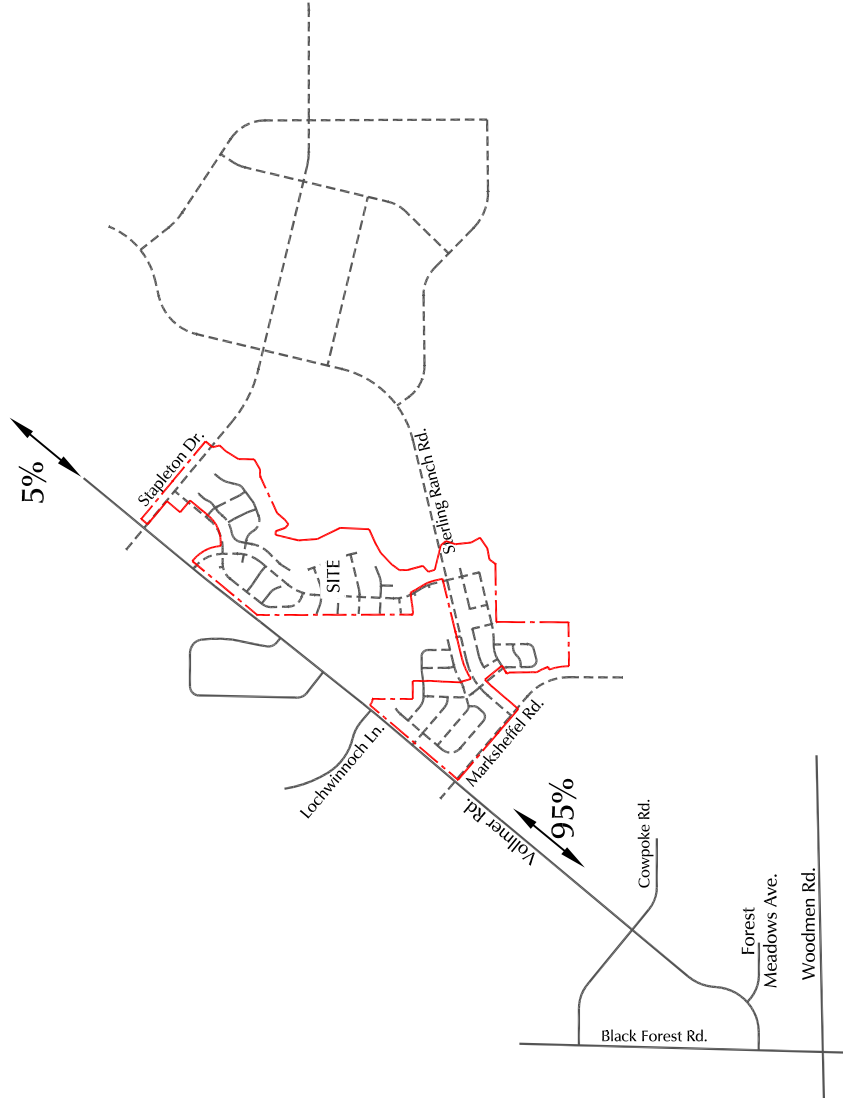 5%
Stapleton Dr.
Sterling Ranch Rd.
SITE
Lochwinnoch Ln.
Marksheffel Rd.
Vollmer Rd.
95%
Cowpoke Rd.
Forest
Meadows Ave.
Woodmen Rd.
Black Forest Rd.